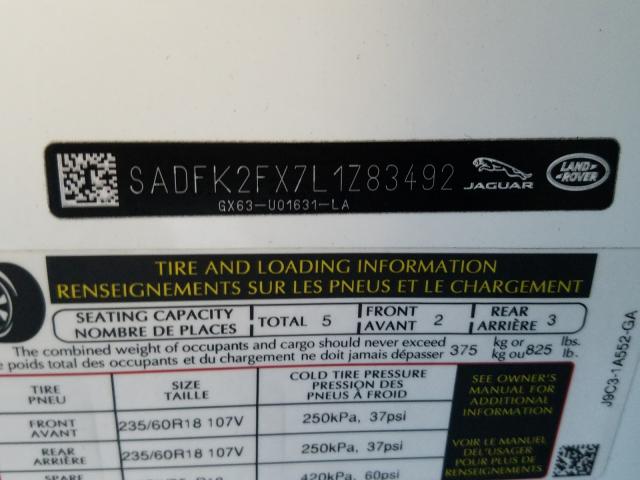 SADFK2FX7L1Z83492
JAGUAR
LAND ROVER
GX63-U01631-LA
TIRE AND LOADING INFORMATION
RENSEIGNEMENTS SUR LES PNEUS ET LE CHARGEMENT
SEATING CAPACITY
NOMBRE DE PLACES
TOTAL 5
FRONT
AVANT 2
REAR
ARRIÈRE 3
The combined weight of occupants and cargo should never exceed
e poids total des occupants et du chargement ne doit jamais dépasser
375 kg or 825 lbs.
kg ou lb.
TIRE
PNEU
SIZE
TAILLE
COLD TIRE PRESSURE
PRESSION DES
PNEUS À FROID
FRONT
AVANT
235/60R18 107V
250kPa, 37psi
REAR
ARRIÈRE
235/60R18 107V
250kPa, 37psi
SPARE
420kPa, 60psi
SEE OWNER'S
MANUAL FOR
ADDITIONAL
INFORMATION
VOIR LE MANUEL
DE L'USAGER
POUR PLUS DE
RENSEIGNEMENTS
J9C3-1A552-GA